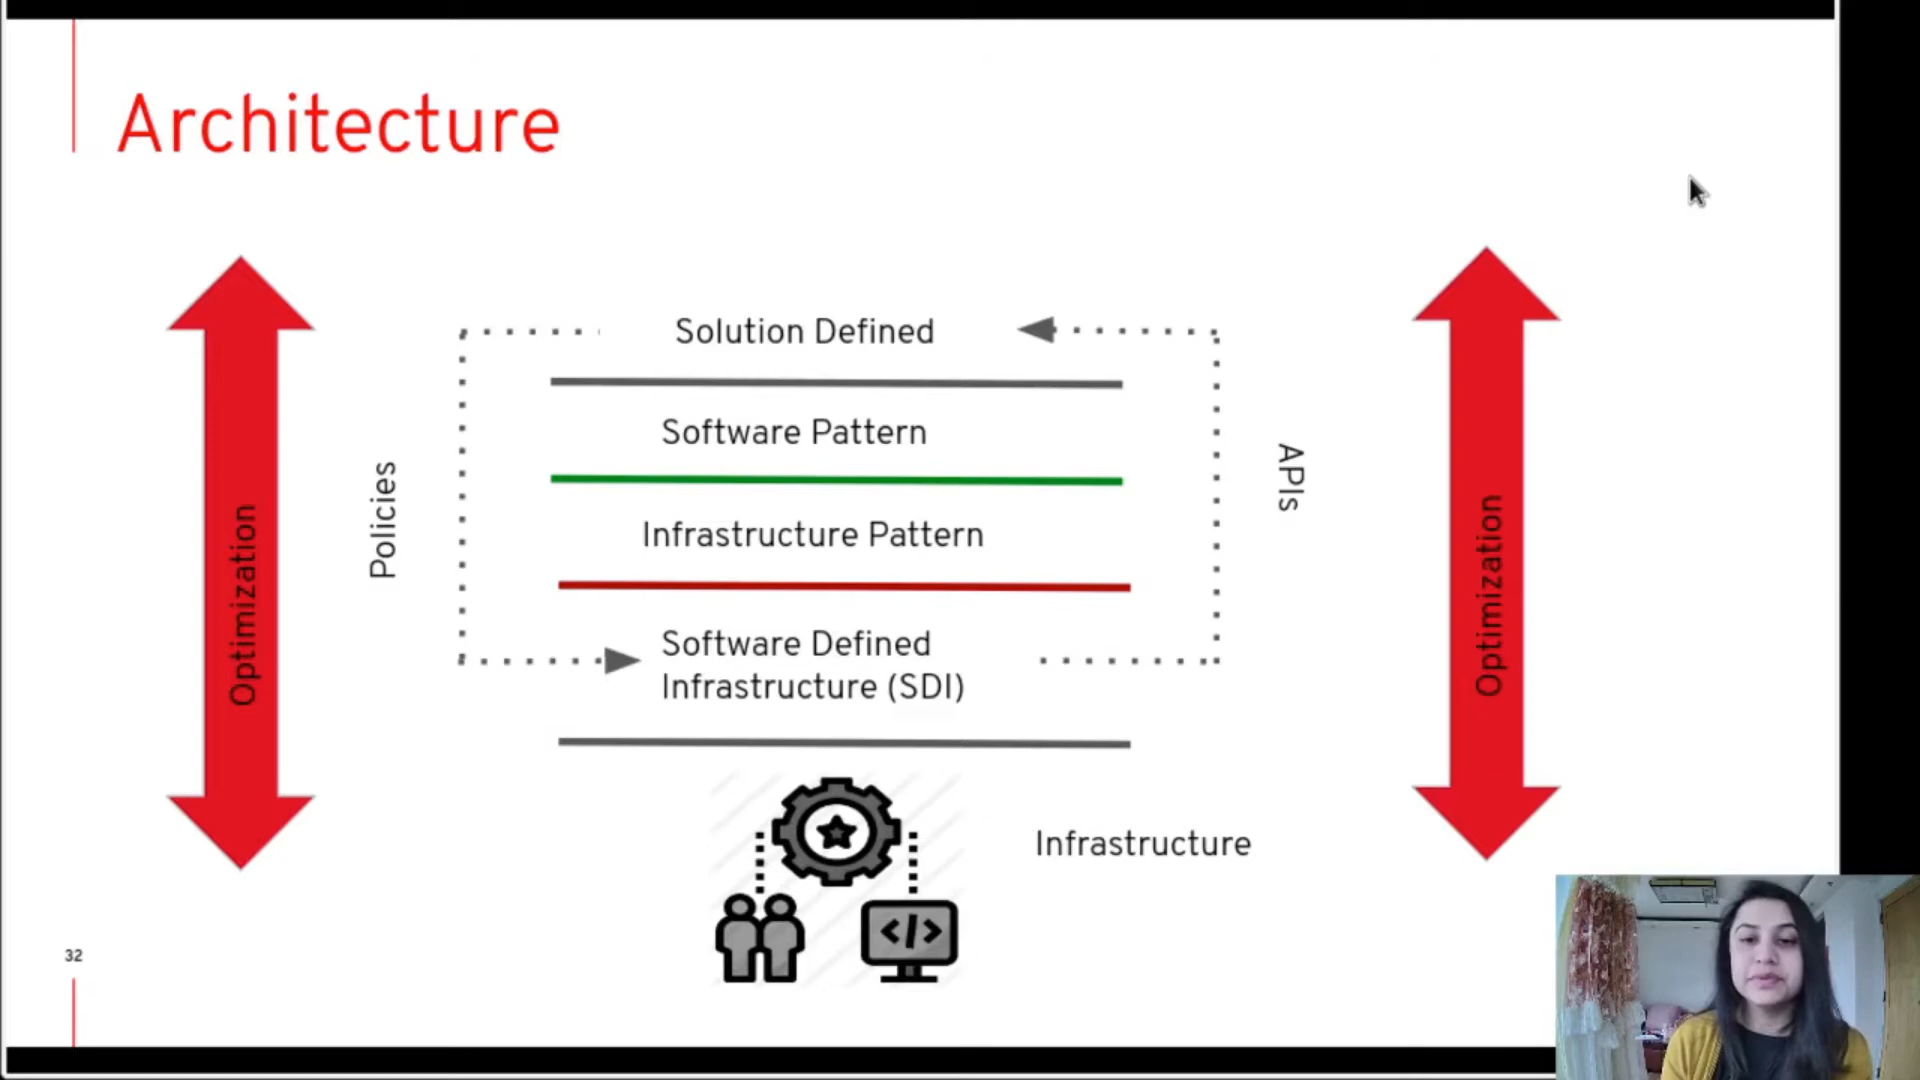 Architecture
Solution Defined
Software Pattern
Infrastructure Pattern
Software Defined
Infrastructure (SDI)
Policies
APIs
Optimization
Optimization
Infrastructure
</>
32